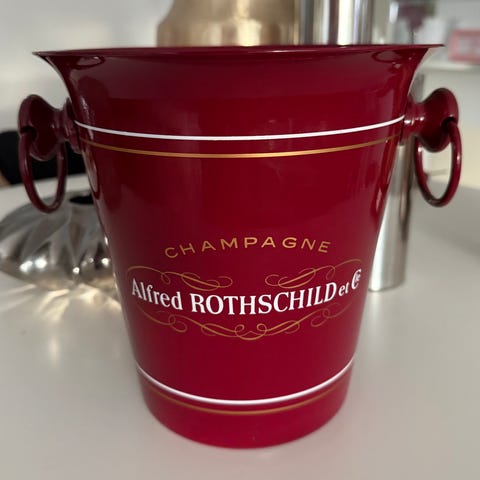 CHAMPAGNE
Alfred ROTHSCHILD et Cie